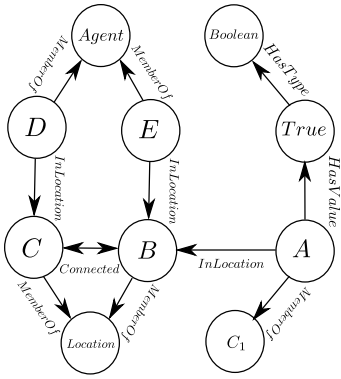 Agent
Boolean
MemberOf
MemberOf
HasType
D
E
True
InLocation
InLocation
HasValue
C
B
A
Connected
InLocation
MemberOf
MemberOf
MemberOf
Location
C₁